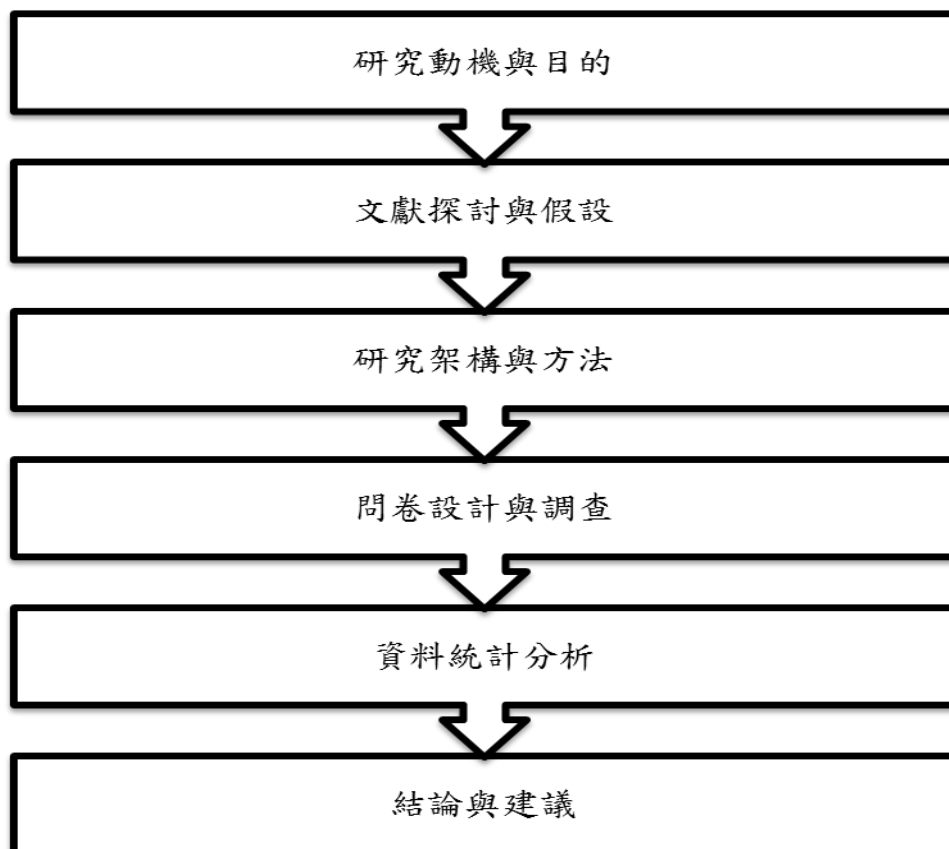 研究動機與目的
文獻探討與假設
研究架構與方法
問卷設計與調查
資料統計分析
結論與建議